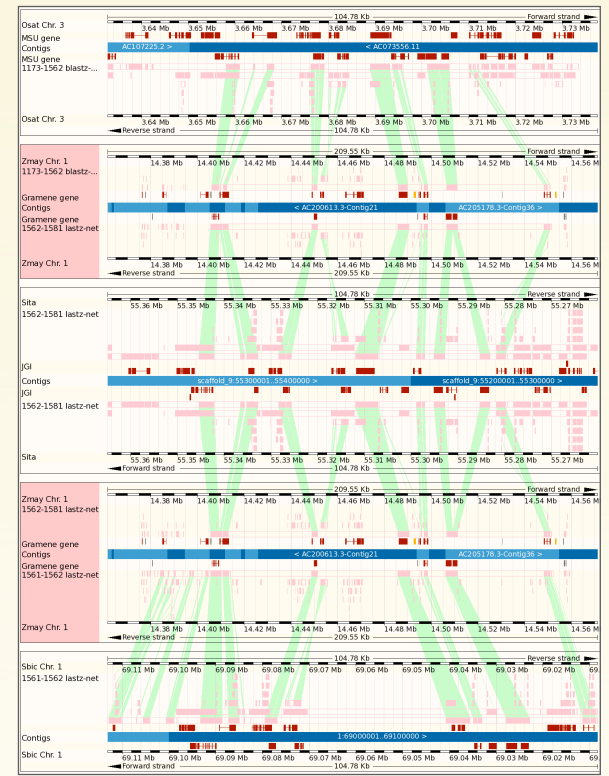 104.78 Kb Forward strand
Osat Chr. 3 3.64 Mb 3.65 Mb 3.66 Mb 3.67 Mb 3.68 Mb 3.69 Mb 3.70 Mb 3.71 Mb 3.72 Mb 3.73 Mb
MSU gene
Contigs AC107225.2 > < AC073556.11
MSU gene
1173-1562 blastz-...
Osat Chr. 3 3.64 Mb 3.65 Mb 3.66 Mb 3.67 Mb 3.68 Mb 3.69 Mb 3.70 Mb 3.71 Mb 3.72 Mb 3.73 Mb
Reverse strand 104.78 Kb
209.55 Kb Forward strand
Zmay Chr. 1 14.38 Mb 14.40 Mb 14.42 Mb 14.44 Mb 14.46 Mb 14.48 Mb 14.50 Mb 14.52 Mb 14.54 Mb 14.56 M
1173-1562 blastz-...
Gramene gene
Contigs < AC200613.3-Contig21 AC205178.3-Contig36 >
Gramene gene
1562-1581 lastz-net
Zmay Chr. 1 14.38 Mb 14.40 Mb 14.42 Mb 14.44 Mb 14.46 Mb 14.48 Mb 14.50 Mb 14.52 Mb 14.54 Mb 14.56 M
Reverse strand 209.55 Kb
104.78 Kb Reverse strand
Sita 55.36 Mb 55.35 Mb 55.34 Mb 55.33 Mb 55.32 Mb 55.31 Mb 55.30 Mb 55.29 Mb 55.28 Mb 55.27 Mb
1562-1581 lastz-net
JGI
Contigs scaffold_9:55300001..55400000 > scaffold_9:55200001..55300000 >
JGI
1562-1581 lastz-net
Sita 55.36 Mb 55.35 Mb 55.34 Mb 55.33 Mb 55.32 Mb 55.31 Mb 55.30 Mb 55.29 Mb 55.28 Mb 55.27 Mb
Forward strand 104.78 Kb
209.55 Kb Forward strand
Zmay Chr. 1 14.38 Mb 14.40 Mb 14.42 Mb 14.44 Mb 14.46 Mb 14.48 Mb 14.50 Mb 14.52 Mb 14.54 Mb 14.56 M
1562-1581 lastz-net
Gramene gene
Contigs < AC200613.3-Contig21 AC205178.3-Contig36 >
Gramene gene
1561-1562 lastz-net
Zmay Chr. 1 14.38 Mb 14.40 Mb 14.42 Mb 14.44 Mb 14.46 Mb 14.48 Mb 14.50 Mb 14.52 Mb 14.54 Mb 14.56 M
Reverse strand 209.55 Kb
104.78 Kb Reverse strand
Sbic Chr. 1 69.11 Mb 69.10 Mb 69.09 Mb 69.08 Mb 69.07 Mb 69.06 Mb 69.05 Mb 69.04 Mb 69.03 Mb 69.02 Mb 69.
1561-1562 lastz-net
Contigs 1:69000001..69100000 >
Sbic Chr. 1 69.11 Mb 69.10 Mb 69.09 Mb 69.08 Mb 69.07 Mb 69.06 Mb 69.05 Mb 69.04 Mb 69.03 Mb 69.02 Mb 69.
Forward strand 104.78 Kb